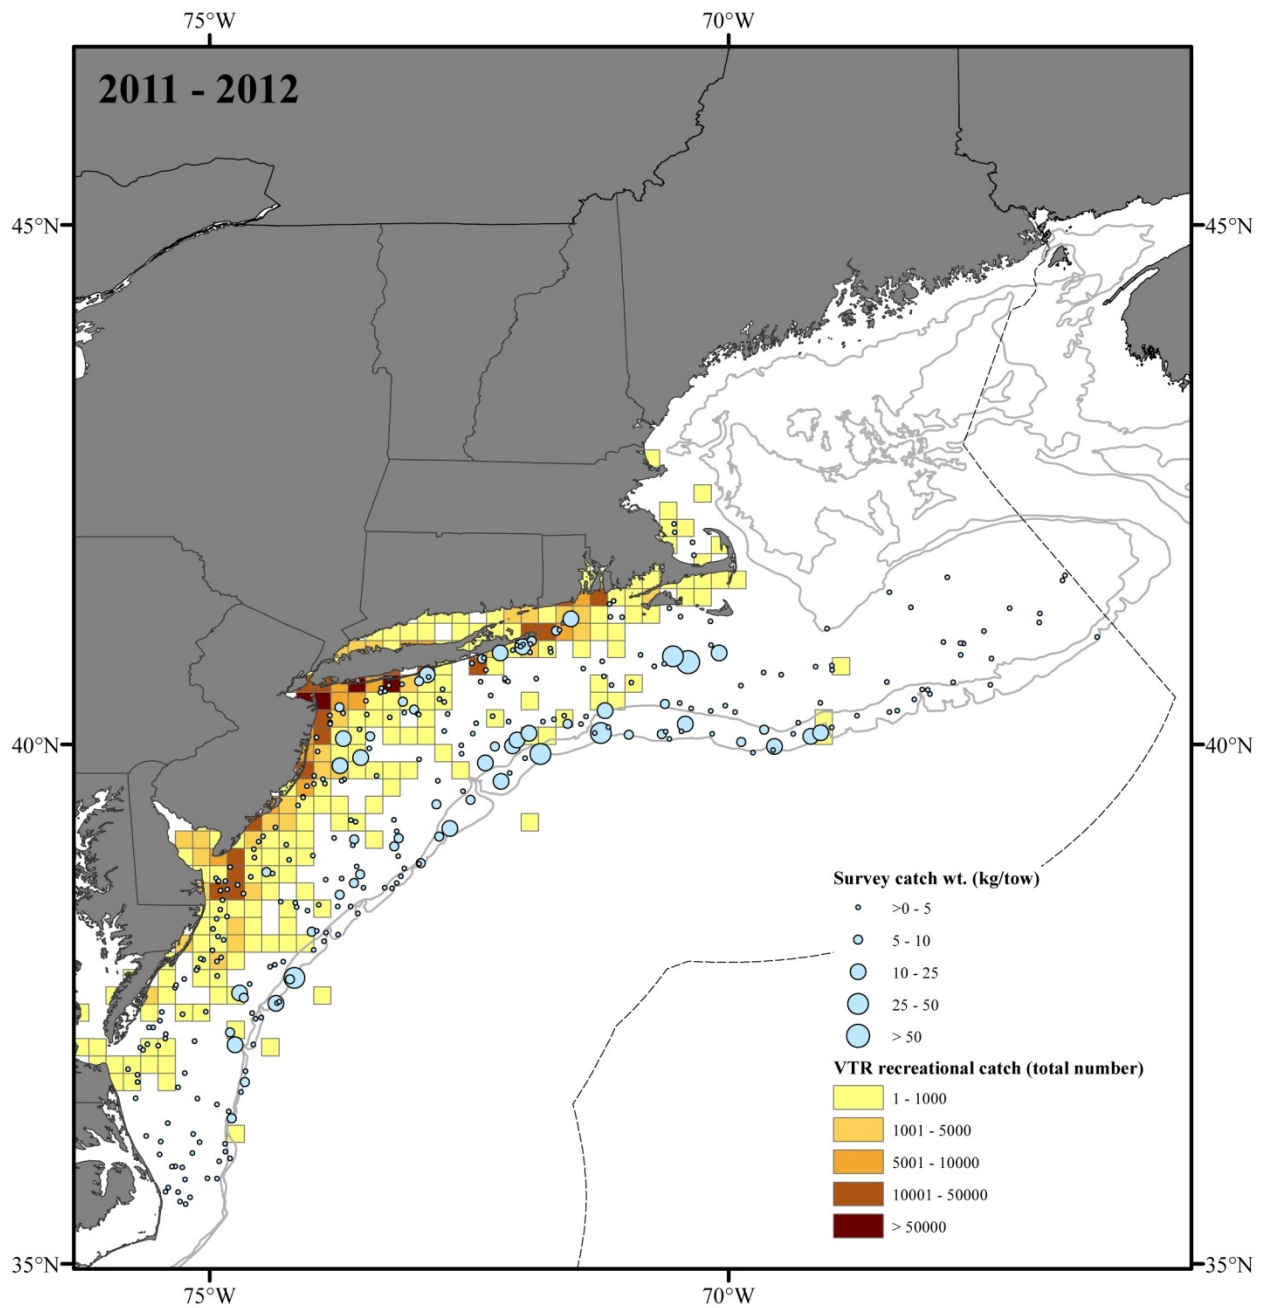 75°W 70°W
2011 - 2012
45°N 45°N
40°N 40°N
Survey catch wt. (kg/tow)
>0 - 5
5 - 10
10 - 25
25 - 50
> 50
VTR recreational catch (total number)
1 - 1000
1001 - 5000
5001 - 10000
10001 - 50000
> 50000
35°N 35°N
75°W 70°W